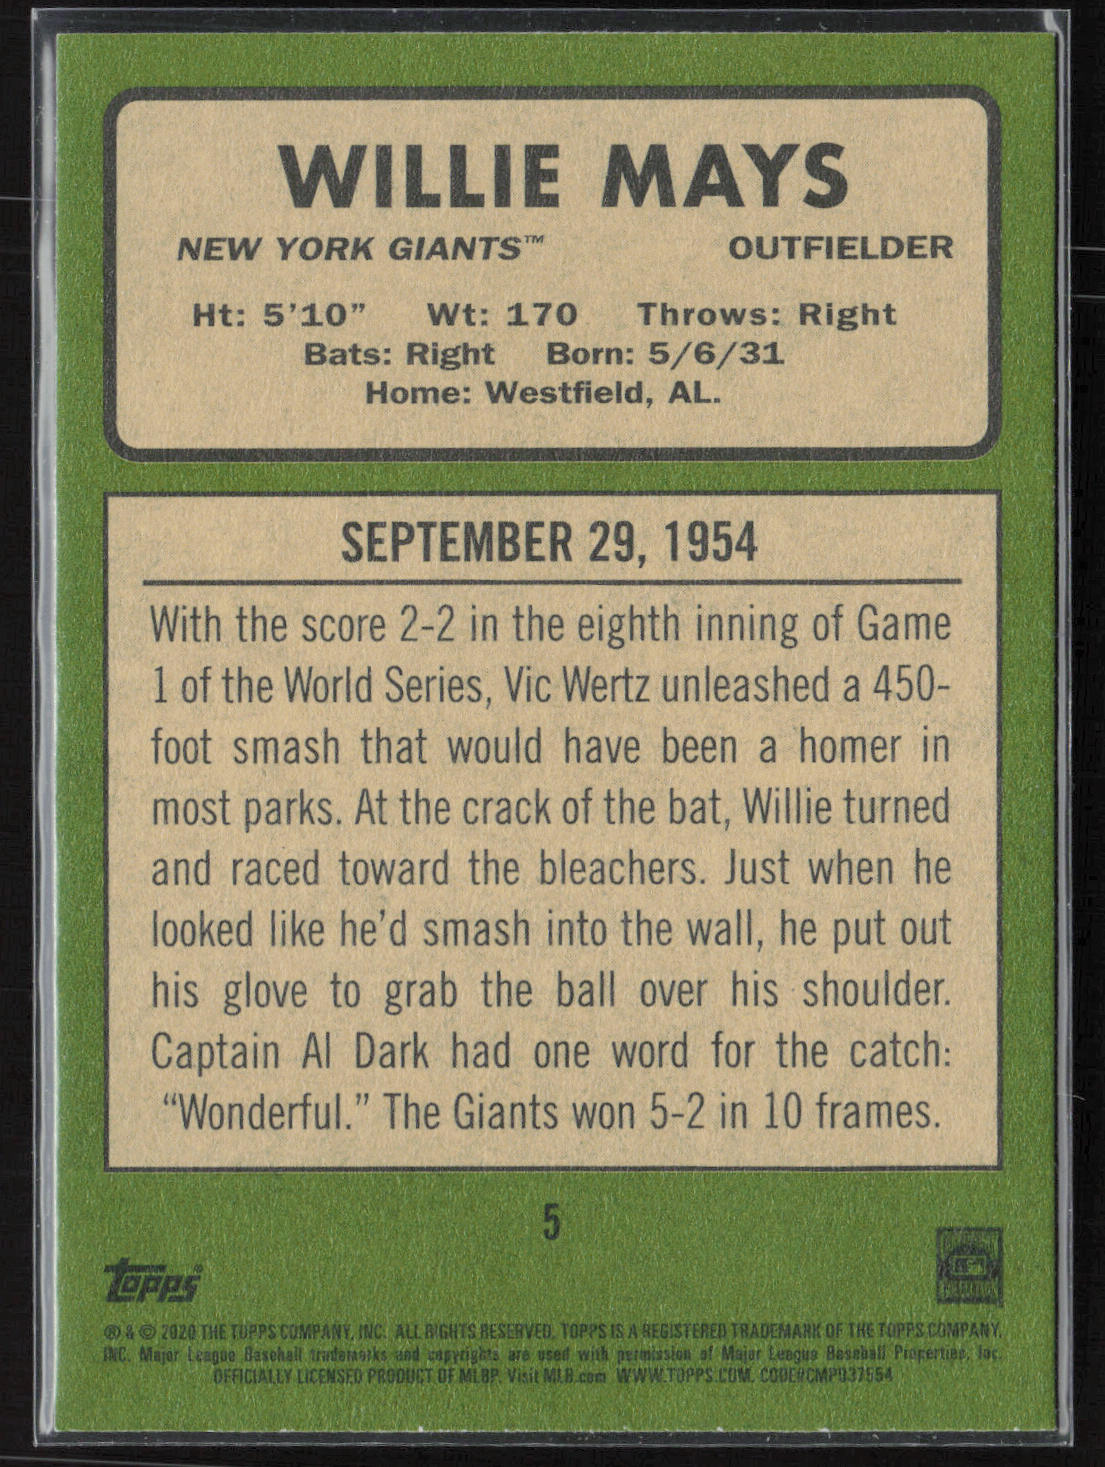 WILLIE MAYS
NEW YORK GIANTS™ OUTFIELDER
Ht: 5'10” Wt: 170 Throws: Right
Bats: Right Born: 5/6/31
Home: Westfield, AL.
SEPTEMBER 29, 1954
With the score 2-2 in the eighth inning of Game
1 of the World Series, Vic Wertz unleashed a 450-
foot smash that would have been a homer in
most parks. At the crack of the bat, Willie turned
and raced toward the bleachers. Just when he
looked like he’d smash into the wall, he put out
his glove to grab the ball over his shoulder.
Captain Al Dark had one word for the catch:
“Wonderful.” The Giants won 5-2 in 10 frames.
5
Topps®
® & © 2020 THE TOPPS COMPANY, INC. ALL RIGHTS RESERVED. TOPPS IS A REGISTERED TRADEMARK OF THE TOPPS COMPANY,
INC. Major League Baseball trademarks and copyrights are used with permission of Major League Baseball Properties, Inc.
OFFICIALLY LICENSED PRODUCT OF MLBP. Visit MLB.com WWW.TOPPS.COM. CODE#CMP037554